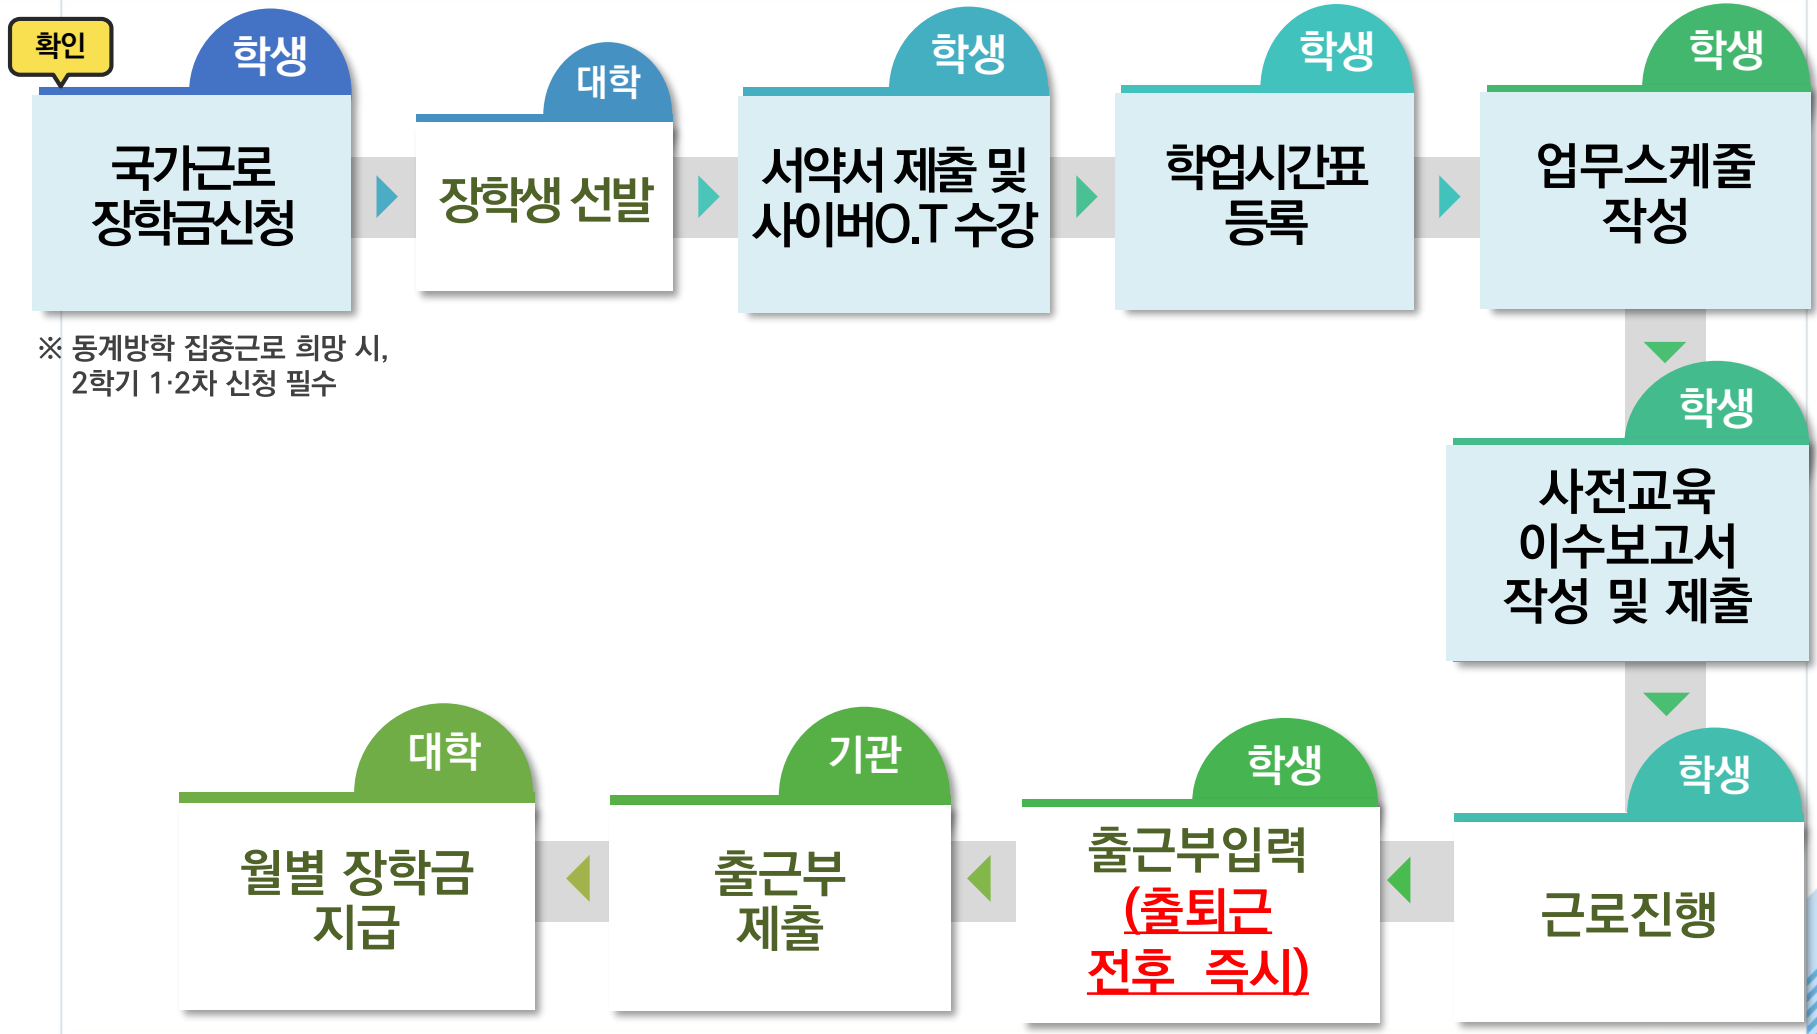 확인
학생
국가근로
장학금신청
※ 동계방학 집중근로 희망 시,
2학기 1·2차 신청 필수
대학
장학생 선발
학생
서약서 제출 및
사이버O.T 수강
학생
학업시간표
등록
학생
업무스케줄
작성
학생
사전교육
이수보고서
작성 및 제출
학생
근로진행
학생
출근부입력
(출퇴근
전후 즉시)
기관
출근부
제출
대학
월별 장학금
지급